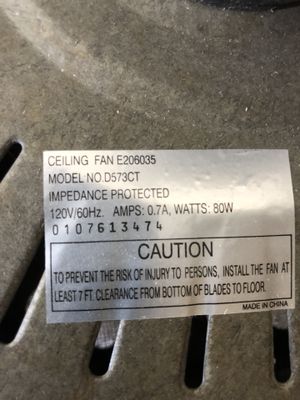 CEILING FAN E206035
MODEL NO.D573CT
IMPEDANCE PROTECTED
120V/60Hz. AMPS: 0.7A, WATTS: 80W
0107613474
CAUTION
TO PREVENT THE RISK OF INJURY TO PERSONS, INSTALL THE FAN AT
LEAST 7 FT. CLEARANCE FROM BOTTOM OF BLADES TO FLOOR.
MADE IN CHINA